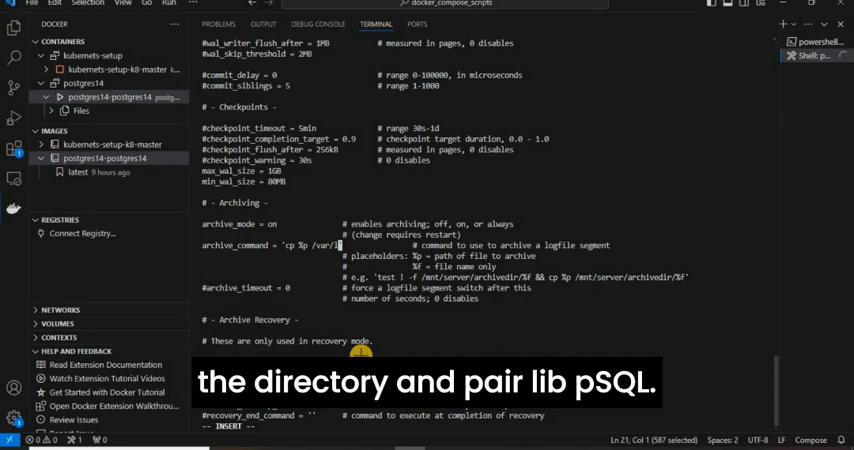 File Edit Selection View Go Run ···
docker_compose_scripts
DOCKER
PROBLEMS OUTPUT DEBUG CONSOLE TERMINAL PORTS
CONTAINERS
kubernets-setup
kubernets-setup-k8-master
postgres14
postgres14-postgres14 postg...
Files
IMAGES
kubernets-setup-k8-master
postgres14-postgres14
latest 9 hours ago
REGISTRIES
Connect Registry...
NETWORKS
VOLUMES
CONTEXTS
HELP AND FEEDBACK
Read Extension Documentation
Watch Extension Tutorial Videos
Get Started with Docker Tutorial
Open Docker Extension Walkthrou...
Review Issues
#wal_writer_flush_after = 1MB # measured in pages, 0 disables
#wal_skip_threshold = 2MB
#commit_delay = 0 # range 0-100000, in microseconds
#commit_siblings = 5 # range 1-1000
# - Checkpoints -
#checkpoint_timeout = 5min # range 30s-1d
#checkpoint_completion_target = 0.9 # checkpoint target duration, 0.0 - 1.0
#checkpoint_flush_after = 256kB # measured in pages, 0 disables
#checkpoint_warning = 30s # 0 disables
max_wal_size = 1GB
min_wal_size = 80MB
# - Archiving -
archive_mode = on # enables archiving; off, on, or always
# (change requires restart)
archive_command = 'cp %p /var/l' # command to use to archive a logfile segment
# placeholders: %p = path of file to archive
# %f = file name only
# e.g. 'test ! -f /mnt/server/archivedir/%f && cp %p /mnt/server/archivedir/%f'
#archive_timeout = 0 # force a logfile segment switch after this
# number of seconds; 0 disables
# - Archive Recovery -
# These are only used in recovery mode.
the directory and pair lib pSQL.
#recovery_end_command = '' # command to execute at completion of recovery
-- INSERT --
powershell...
Shell: p...
0 0 1 0
Ln 21, Col 1 (587 selected) Spaces: 2 UTF-8 LF Compose